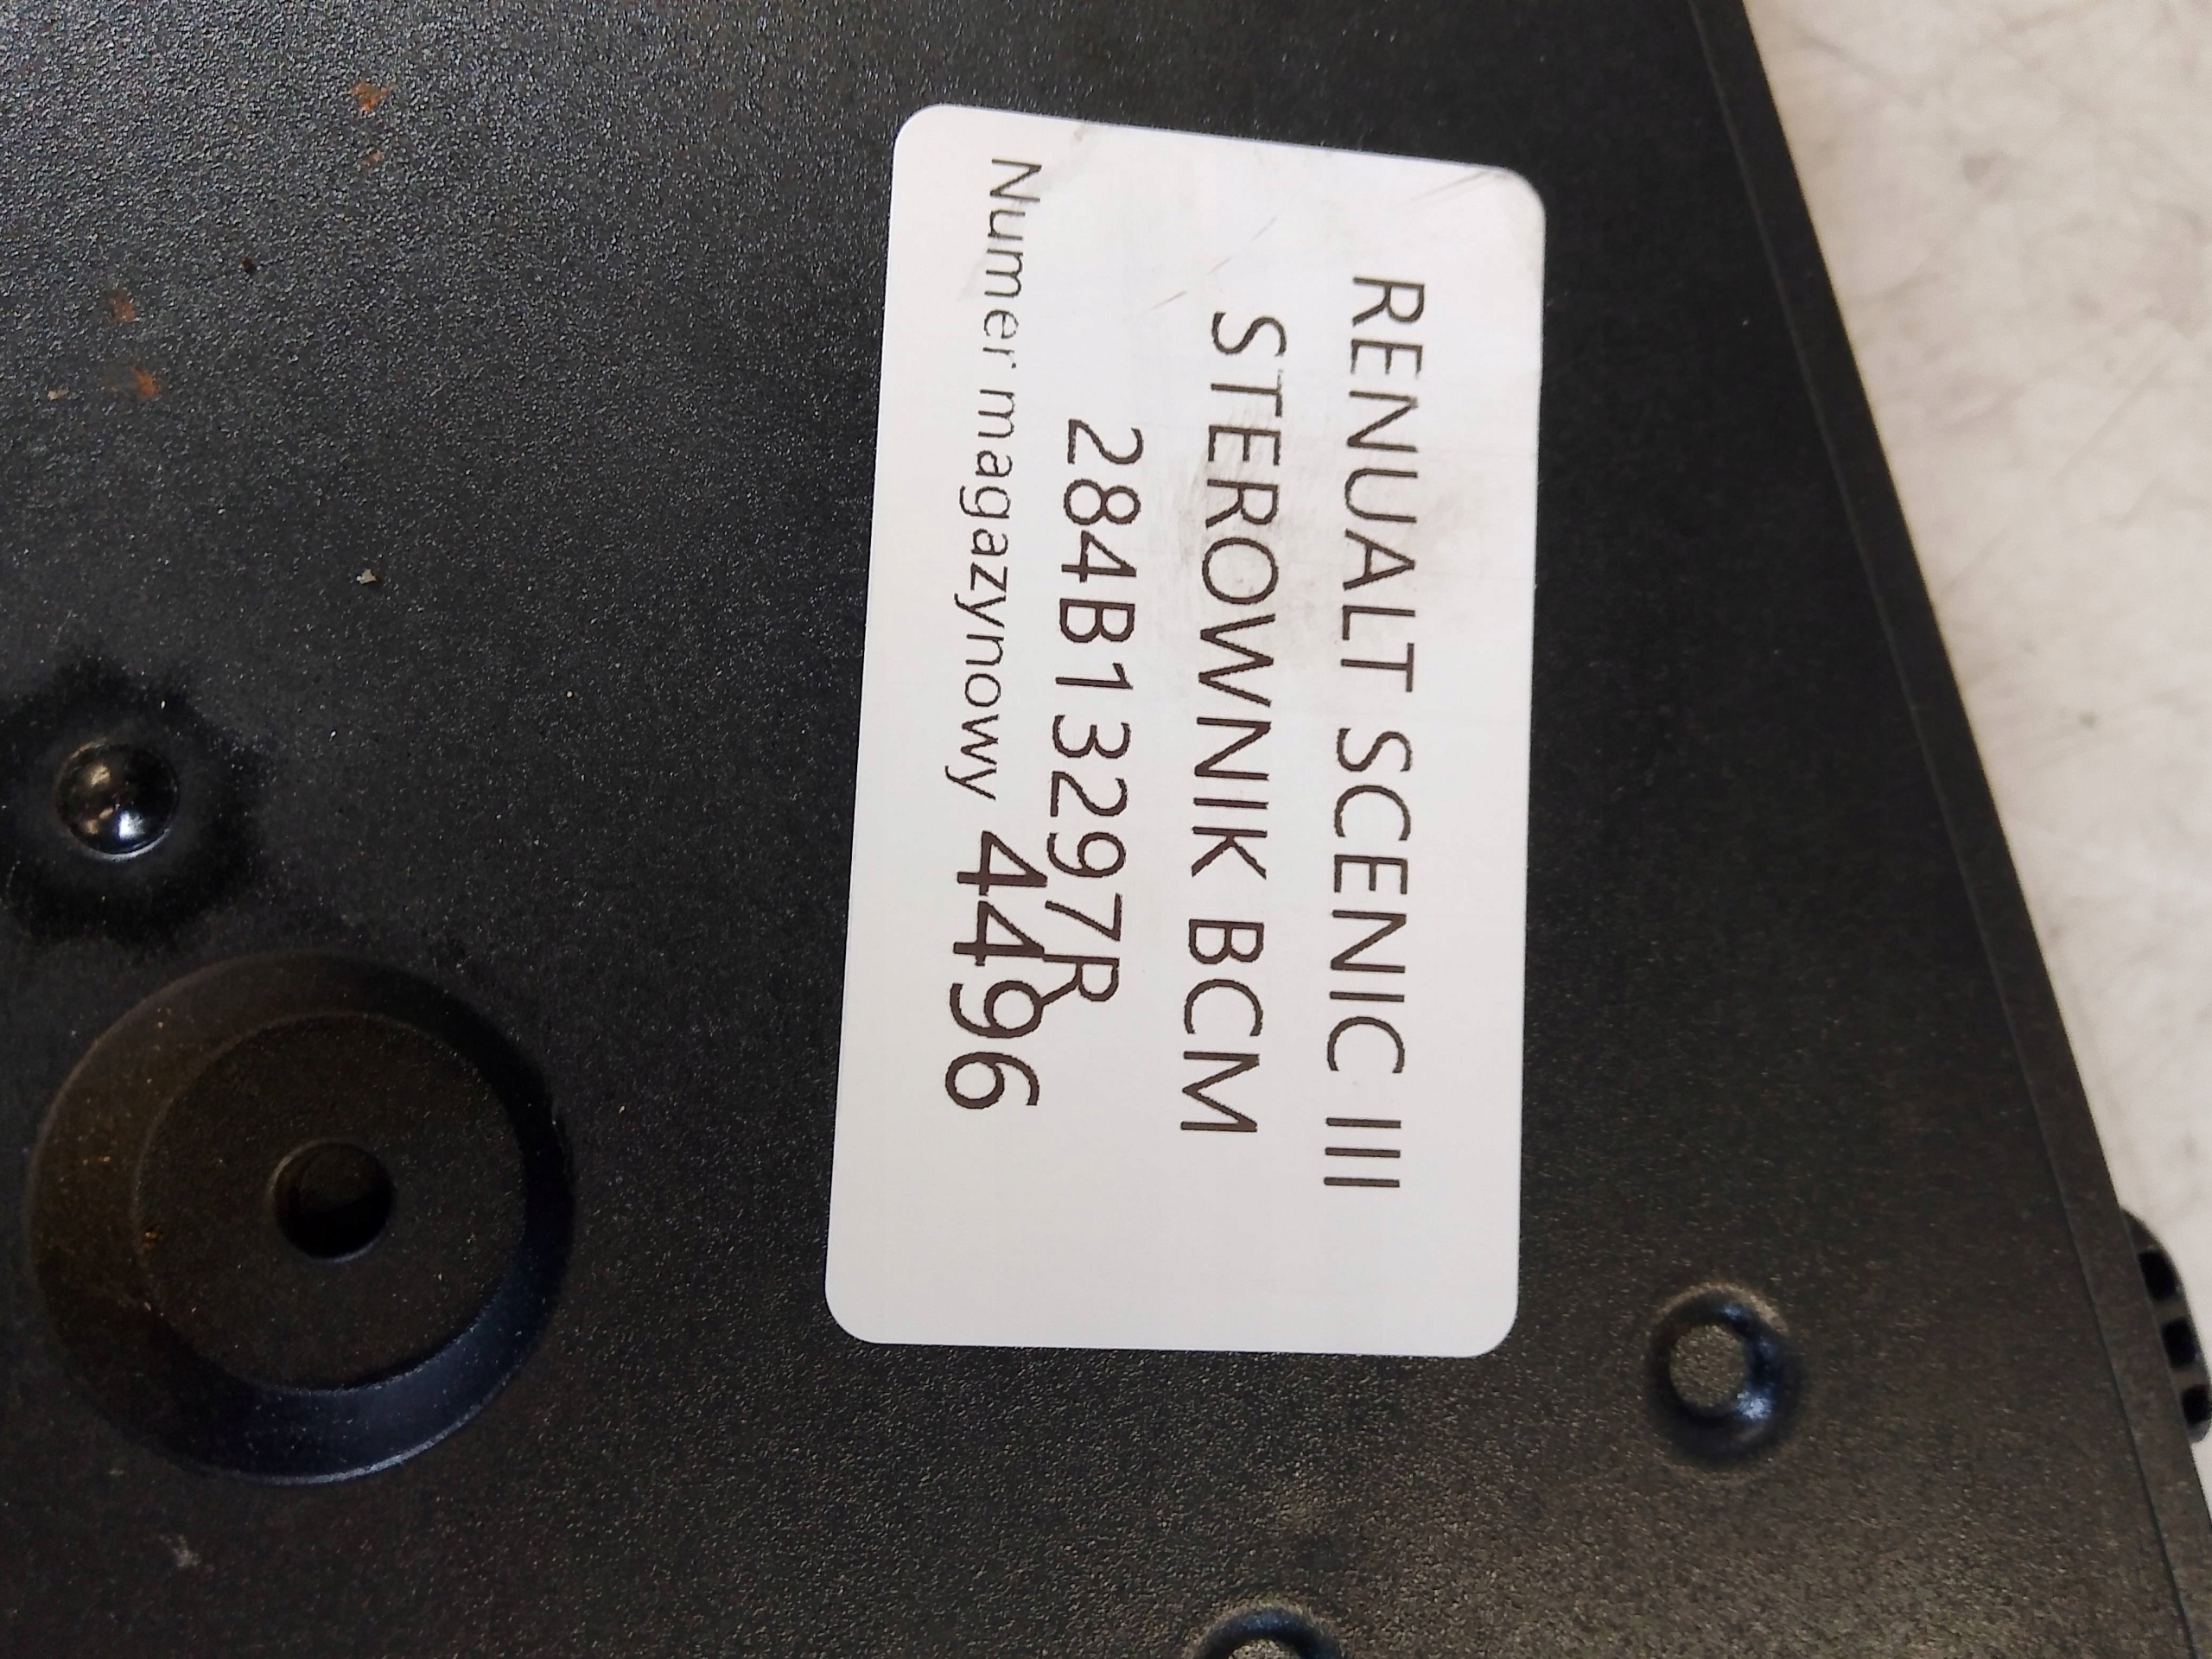 RENUALT SCENIC III
STEROWNIK BCM
284B13297R
Numer magazynowy 4496